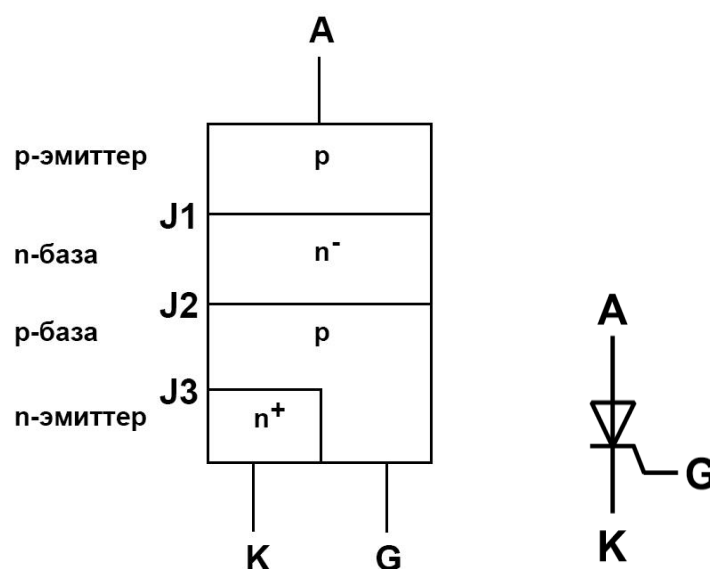 A
p-эмиттер
p
J1
n-база
n-
J2
p-база
p
J3
n-эмиттер
n+
K
G
A
G
K